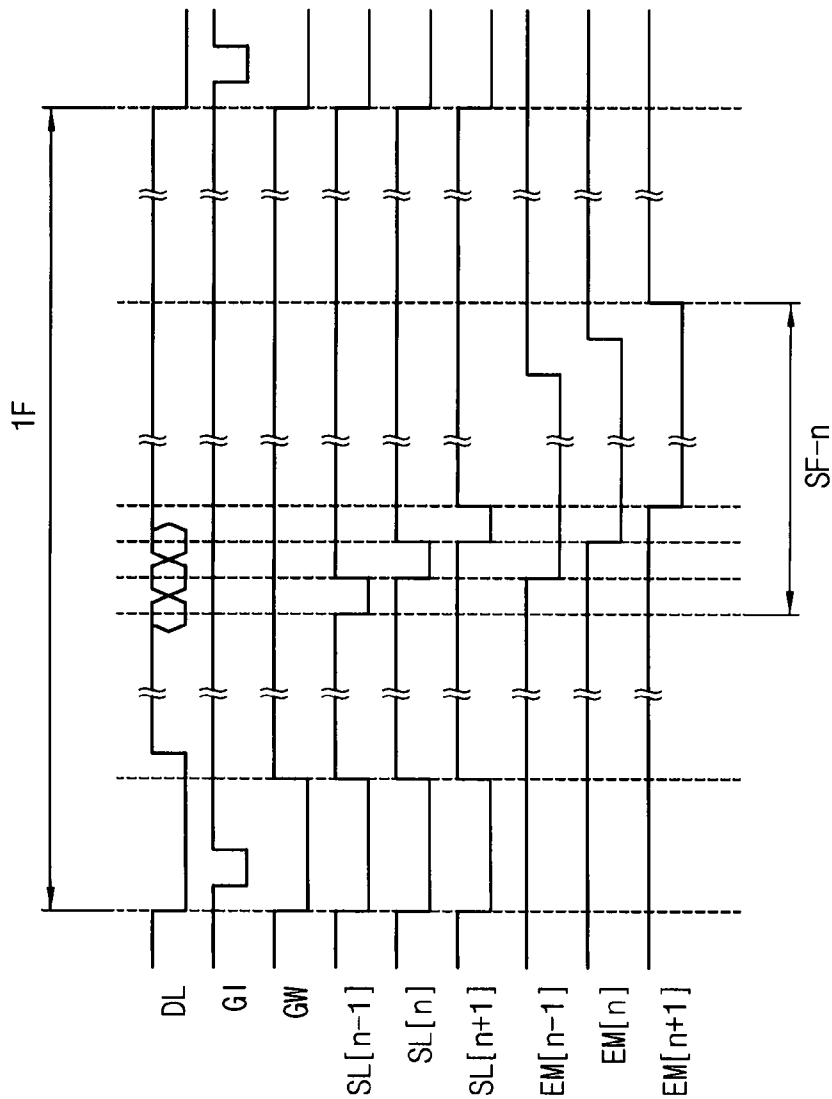 1F
DL
GI
GW
SL[n-1]
SL[n]
SL[n+1]
EM[n-1]
EM[n]
EM[n+1]
SF-n